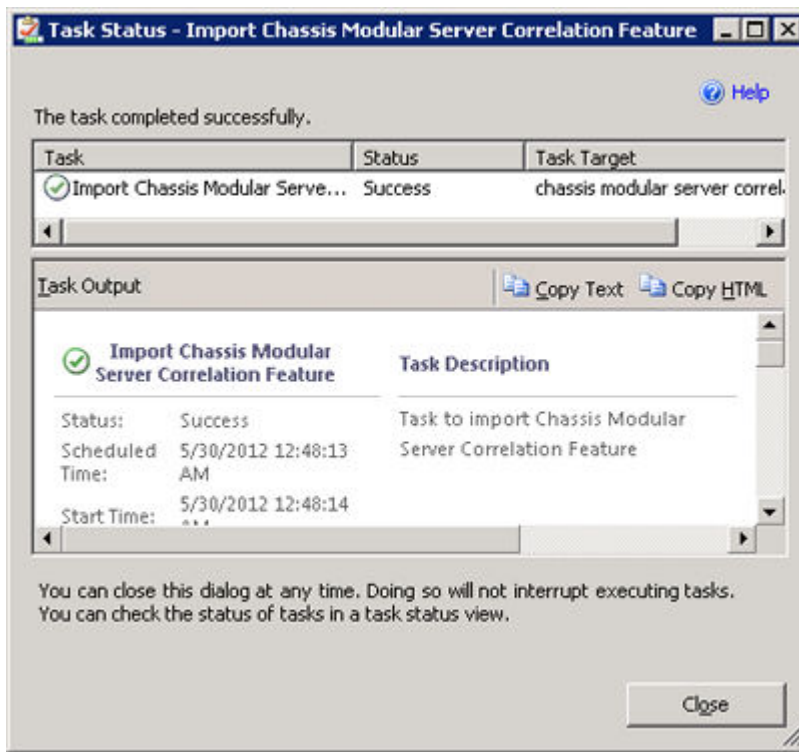 Task Status - Import Chassis Modular Server Correlation Feature
Help
The task completed successfully.
Task Status Task Target
Import Chassis Modular Serve... Success chassis modular server correl
Task Output Copy Text Copy HTML
Import Chassis Modular
Server Correlation Feature
Task Description
Status: Success
Task to import Chassis Modular
Server Correlation Feature
Scheduled
Time:
5/30/2012 12:48:13
AM
Start Time:
5/30/2012 12:48:14
You can close this dialog at any time. Doing so will not interrupt executing tasks.
You can check the status of tasks in a task status view.
Close